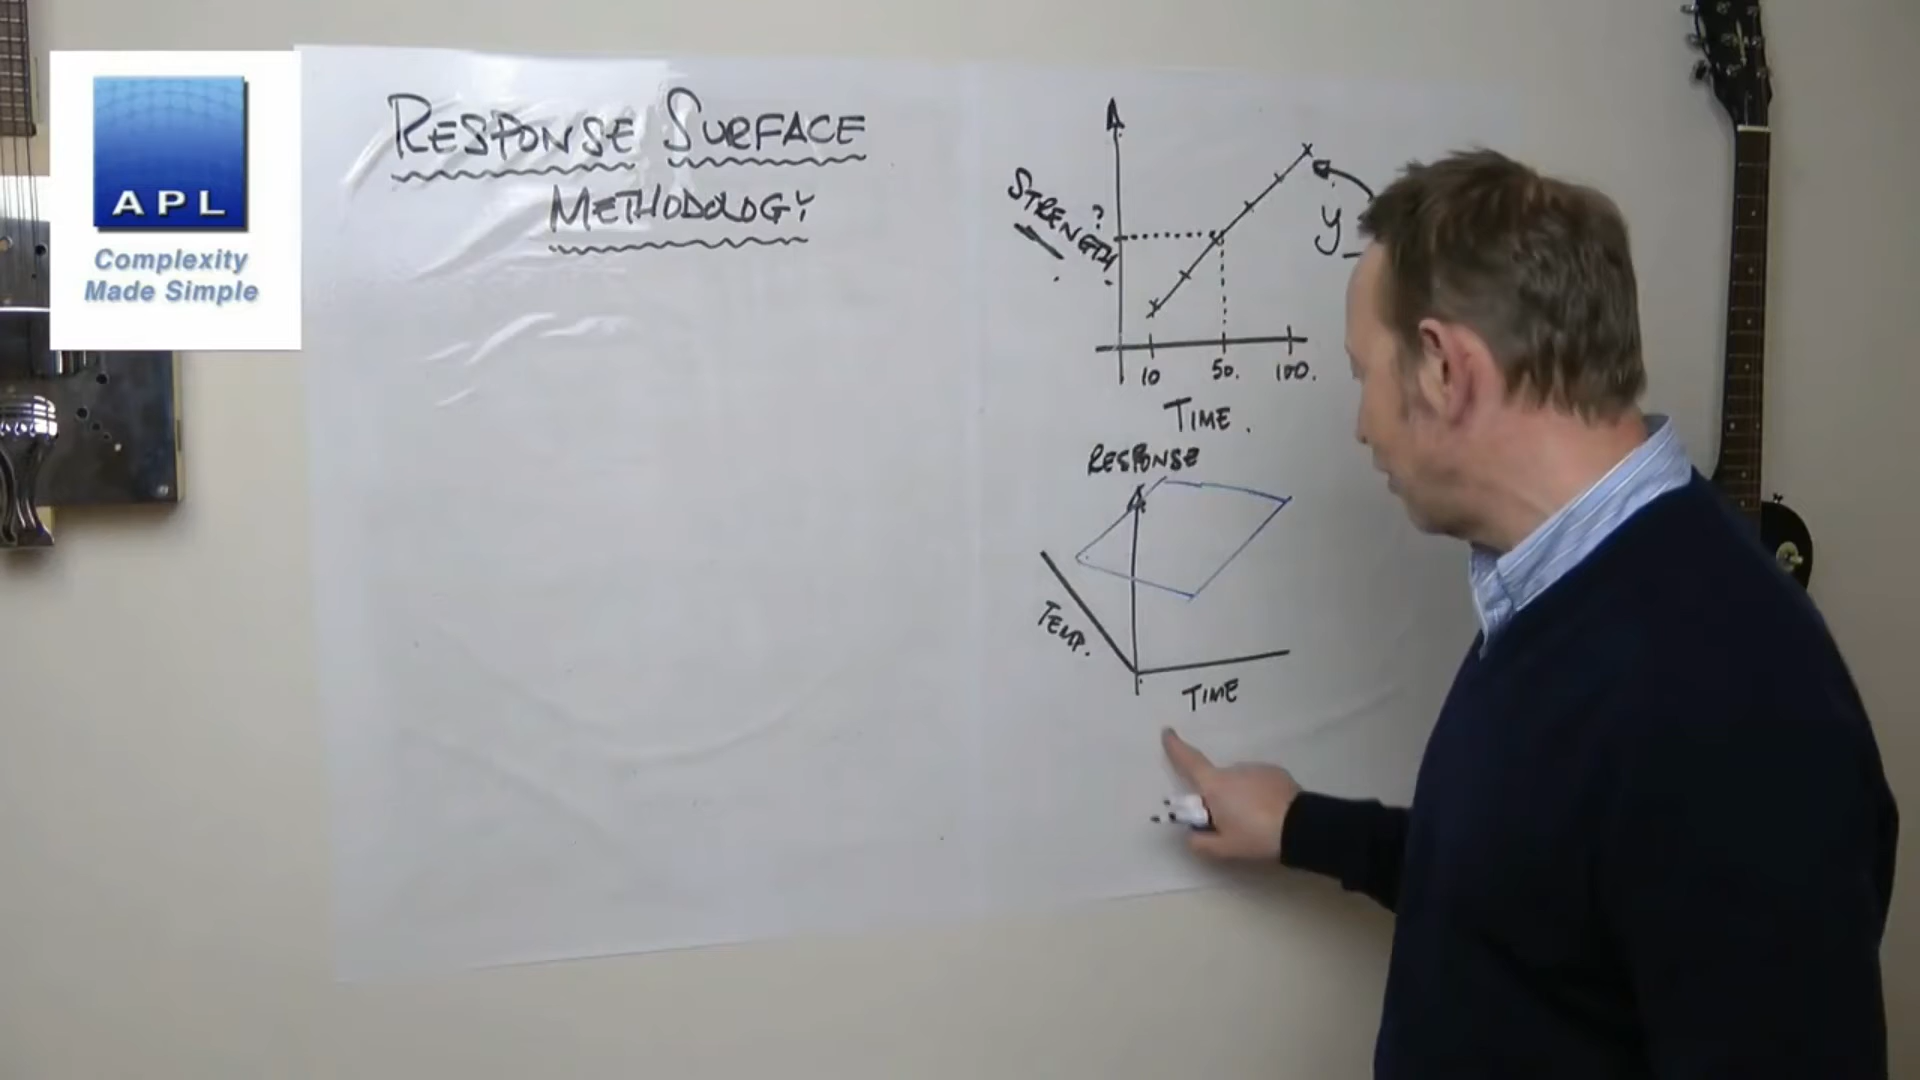 APL
Complexity
Made Simple
RESPONSE SURFACE
METHODOLOGY
STRENGTH
?
y
10 50. 100.
TIME.
RESPONSE
TEMP.
TIME